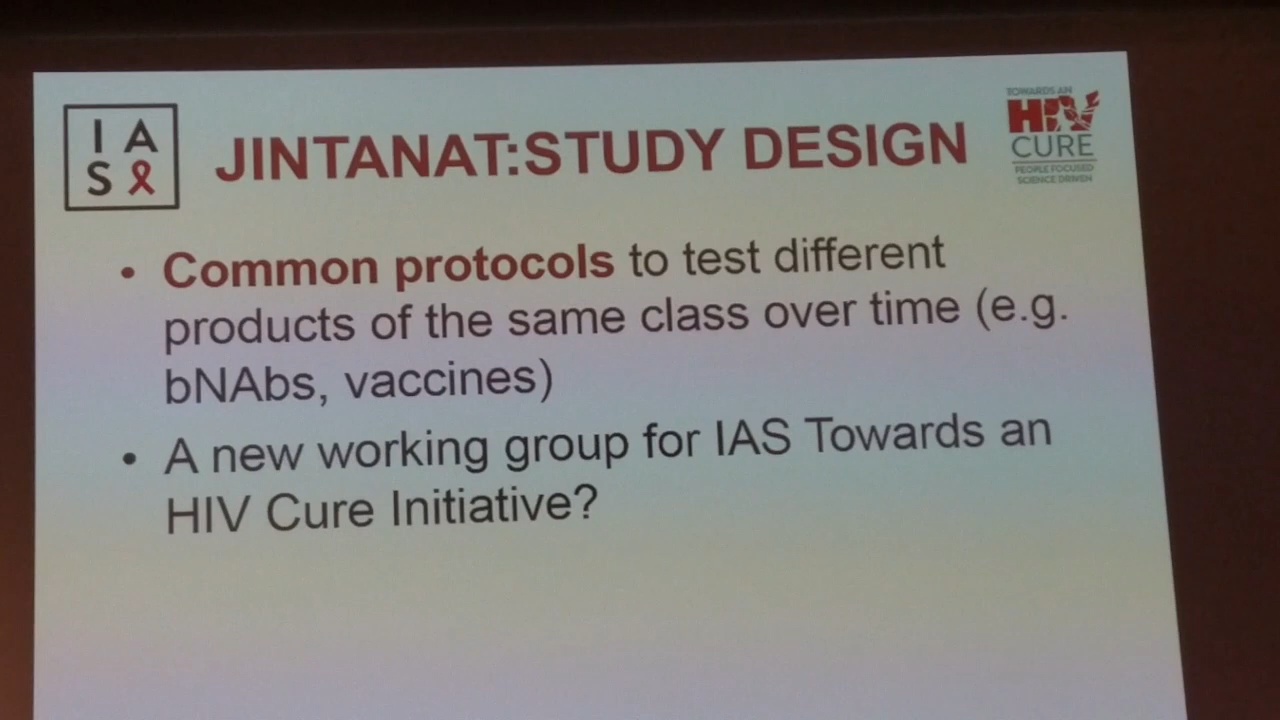 I A
S
JINTANAT:STUDY DESIGN
TOWARDS AN
HIV
CURE
PEOPLE FOCUSED
SCIENCE DRIVEN
• Common protocols to test different
products of the same class over time (e.g.
bNAbs, vaccines)
• A new working group for IAS Towards an
HIV Cure Initiative?